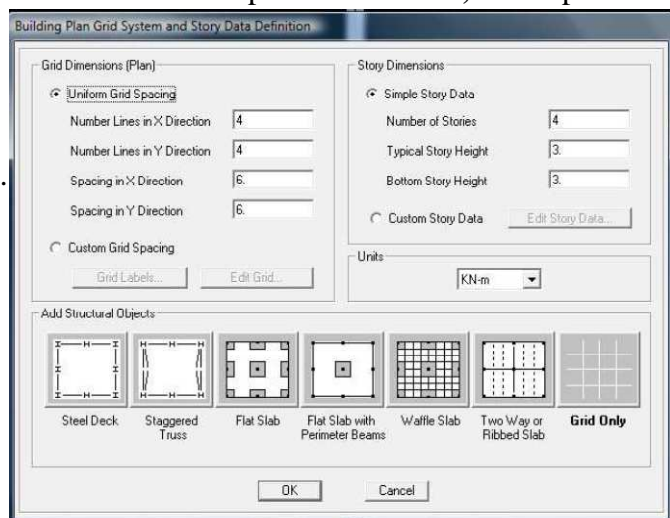 Building Plan Grid System and Story Data Definition
Grid Dimensions (Plan)
Uniform Grid Spacing
Number Lines in X Direction 4
Number Lines in Y Direction 4
Spacing in X Direction 6.
Spacing in Y Direction 6.
Custom Grid Spacing
Grid Labels... Edit Grid...
Story Dimensions
Simple Story Data
Number of Stories 4
Typical Story Height 3.
Bottom Story Height 3.
Custom Story Data Edit Story Data...
Units
KN-m
Add Structural Objects
Steel Deck
Staggered
Truss
Flat Slab
Flat Slab with
Perimeter Beams
Waffle Slab
Two Way or
Ribbed Slab
Grid Only
OK Cancel